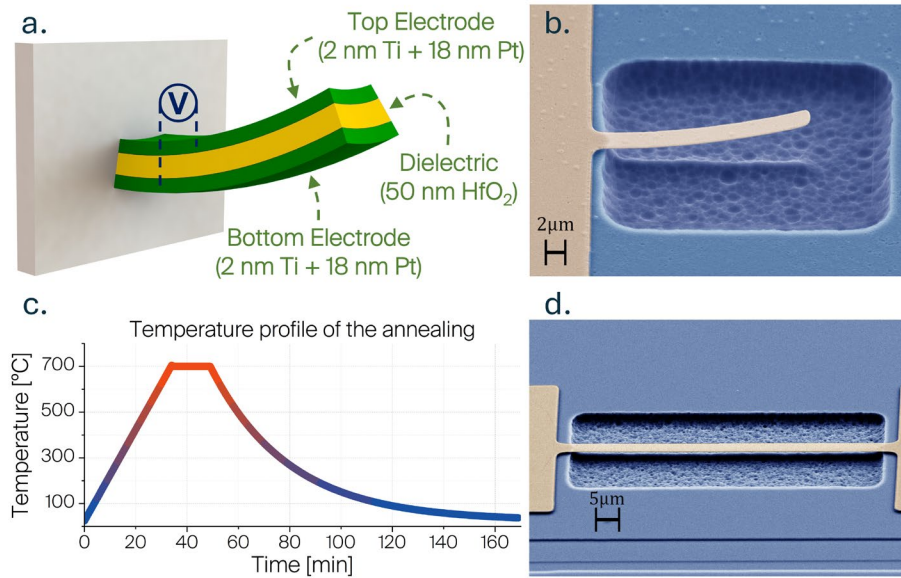 a.
Top Electrode
(2 nm Ti + 18 nm Pt)
V
Dielectric
(50 nm HfO₂)
Bottom Electrode
(2 nm Ti + 18 nm Pt)
b.
2μm
c.
Temperature profile of the annealing
Temperature [°C]
700
500
300
100
0
20
40
60
80
100
120
140
160
Time [min]
d.
5μm